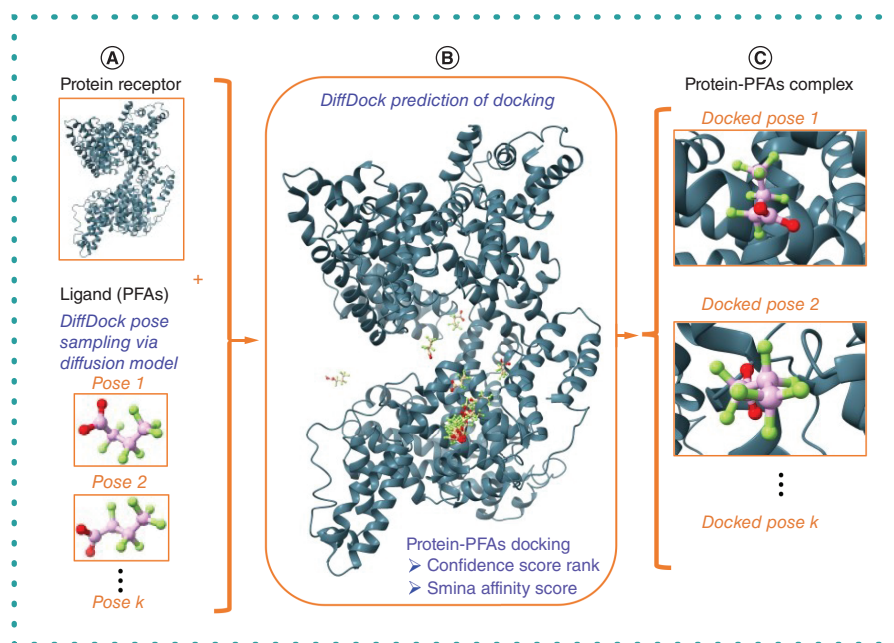 A
Protein receptor
+
Ligand (PFAs)
DiffDock pose
sampling via
diffusion model
Pose 1
Pose 2
Pose k
B
DiffDock prediction of docking
Protein-PFAs docking
➢ Confidence score rank
➢ Smina affinity score
C
Protein-PFAs complex
Docked pose 1
Docked pose 2
Docked pose k